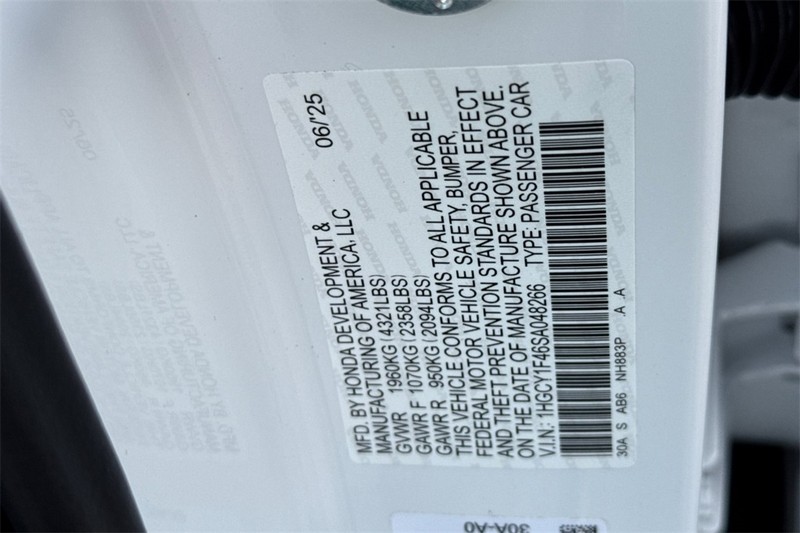 MFD. BY HONDA DEVELOPMENT & 06/'25
MANUFACTURING OF AMERICA, LLC
GVWR 1960KG (4321LBS)
GAWR F 1070KG (2358LBS)
GAWR R 950KG (2094LBS)
THIS VEHICLE CONFORMS TO ALL APPLICABLE
FEDERAL MOTOR VEHICLE SAFETY, BUMPER,
AND THEFT PREVENTION STANDARDS IN EFFECT
ON THE DATE OF MANUFACTURE SHOWN ABOVE.
V.I.N.: 1HGCY1F46SA048266 TYPE: PASSENGER CAR
30A S AB6 NH883P .A .A
30A-A0